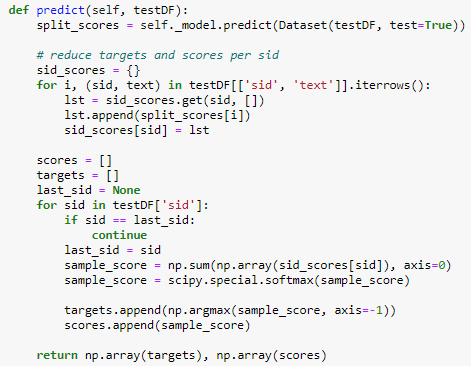 def predict(self, testDF):
    split_scores = self._model.predict(Dataset(testDF, test=True))

    # reduce targets and scores per sid
    sid_scores = {}
    for i, (sid, text) in testDF[['sid', 'text']].iterrows():
        lst = sid_scores.get(sid, [])
        lst.append(split_scores[i])
        sid_scores[sid] = lst

    scores = []
    targets = []
    last_sid = None
    for sid in testDF['sid']:
        if sid == last_sid:
            continue
        last_sid = sid
        sample_score = np.sum(np.array(sid_scores[sid]), axis=0)
        sample_score = scipy.special.softmax(sample_score)

        targets.append(np.argmax(sample_score, axis=-1))
        scores.append(sample_score)

    return np.array(targets), np.array(scores)